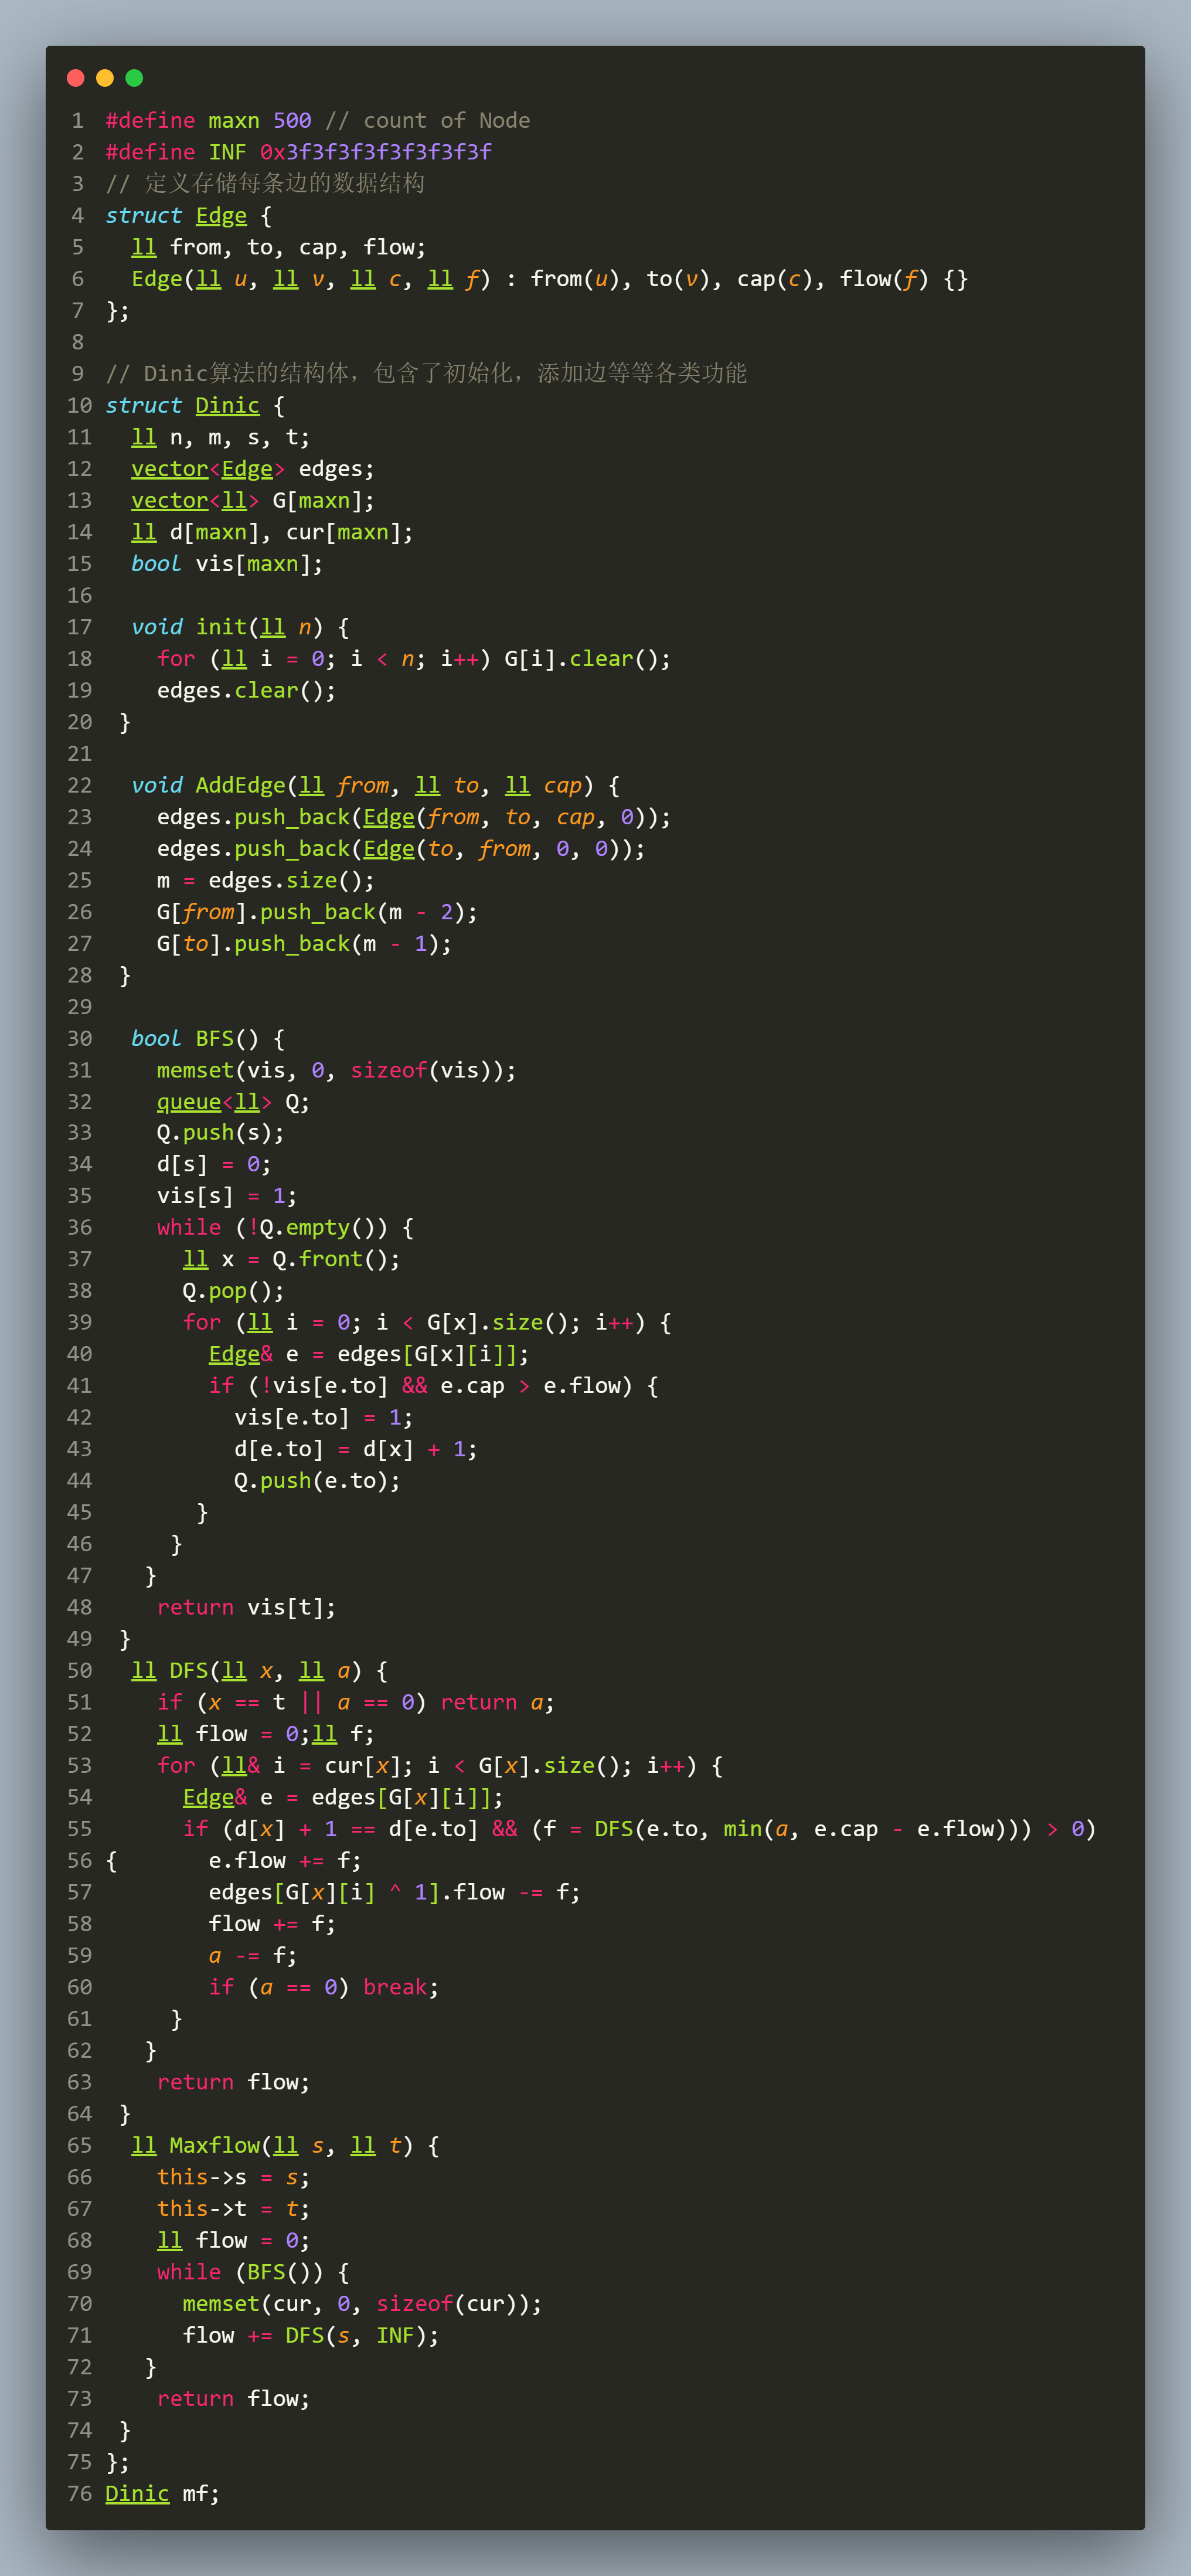 1 #define maxn 500 // count of Node
2 #define INF 0x3f3f3f3f3f3f3f3f
3 // 定义存储每条边的数据结构
4 struct Edge {
5   ll from, to, cap, flow;
6   Edge(ll u, ll v, ll c, ll f) : from(u), to(v), cap(c), flow(f) {}
7 };
8
9 // Dinic算法的结构体，包含了初始化，添加边等等各类功能
10 struct Dinic {
11   ll n, m, s, t;
12   vector<Edge> edges;
13   vector<ll> G[maxn];
14   ll d[maxn], cur[maxn];
15   bool vis[maxn];
16
17   void init(ll n) {
18     for (ll i = 0; i < n; i++) G[i].clear();
19     edges.clear();
20  }
21
22   void AddEdge(ll from, ll to, ll cap) {
23     edges.push_back(Edge(from, to, cap, 0));
24     edges.push_back(Edge(to, from, 0, 0));
25     m = edges.size();
26     G[from].push_back(m - 2);
27     G[to].push_back(m - 1);
28  }
29
30   bool BFS() {
31     memset(vis, 0, sizeof(vis));
32     queue<ll> Q;
33     Q.push(s);
34     d[s] = 0;
35     vis[s] = 1;
36     while (!Q.empty()) {
37       ll x = Q.front();
38       Q.pop();
39       for (ll i = 0; i < G[x].size(); i++) {
40         Edge& e = edges[G[x][i]];
41         if (!vis[e.to] && e.cap > e.flow) {
42           vis[e.to] = 1;
43           d[e.to] = d[x] + 1;
44           Q.push(e.to);
45        }
46      }
47    }
48     return vis[t];
49  }
50   ll DFS(ll x, ll a) {
51     if (x == t || a == 0) return a;
52     ll flow = 0;ll f;
53     for (ll& i = cur[x]; i < G[x].size(); i++) {
54       Edge& e = edges[G[x][i]];
55       if (d[x] + 1 == d[e.to] && (f = DFS(e.to, min(a, e.cap - e.flow))) > 0)
56 {       e.flow += f;
57         edges[G[x][i] ^ 1].flow -= f;
58         flow += f;
59         a -= f;
60         if (a == 0) break;
61      }
62    }
63     return flow;
64  }
65   ll Maxflow(ll s, ll t) {
66     this->s = s;
67     this->t = t;
68     ll flow = 0;
69     while (BFS()) {
70       memset(cur, 0, sizeof(cur));
71       flow += DFS(s, INF);
72    }
73     return flow;
74  }
75 };
76 Dinic mf;